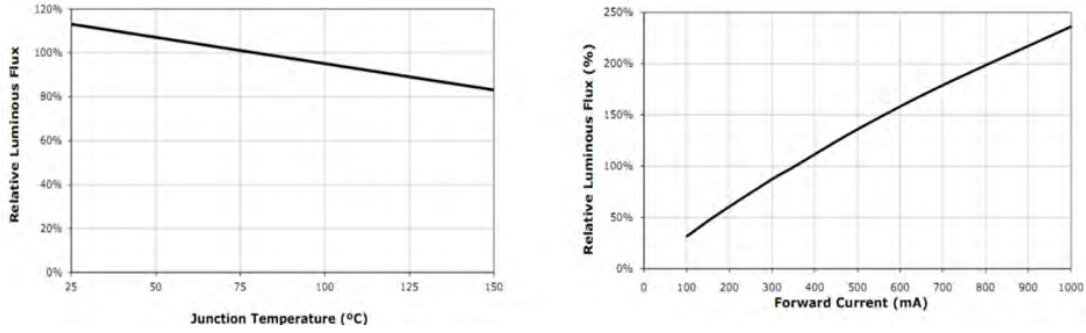 120%
100%
80%
60%
40%
20%
0%
Relative Luminous Flux
25 50 75 100 125 150
Junction Temperature (ºC)
250%
200%
150%
100%
50%
0%
Relative Luminous Flux (%)
0 100 200 300 400 500 600 700 800 900 1000
Forward Current (mA)